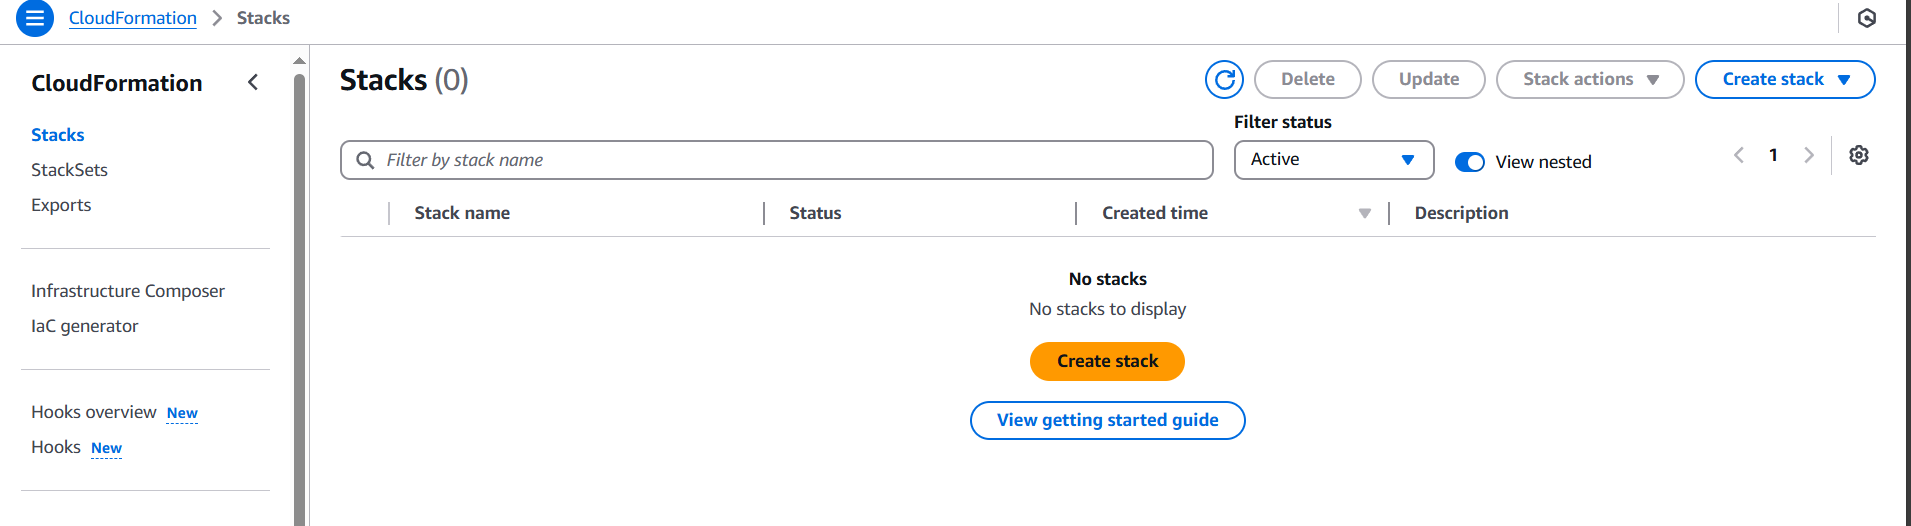 CloudFormation > Stacks
CloudFormation
Stacks
StackSets
Exports
Infrastructure Composer
IaC generator
Hooks overview New
Hooks New
Stacks (0)
Delete Update Stack actions Create stack
Filter status
Filter by stack name Active View nested 1
Stack name Status Created time Description
No stacks
No stacks to display
Create stack
View getting started guide